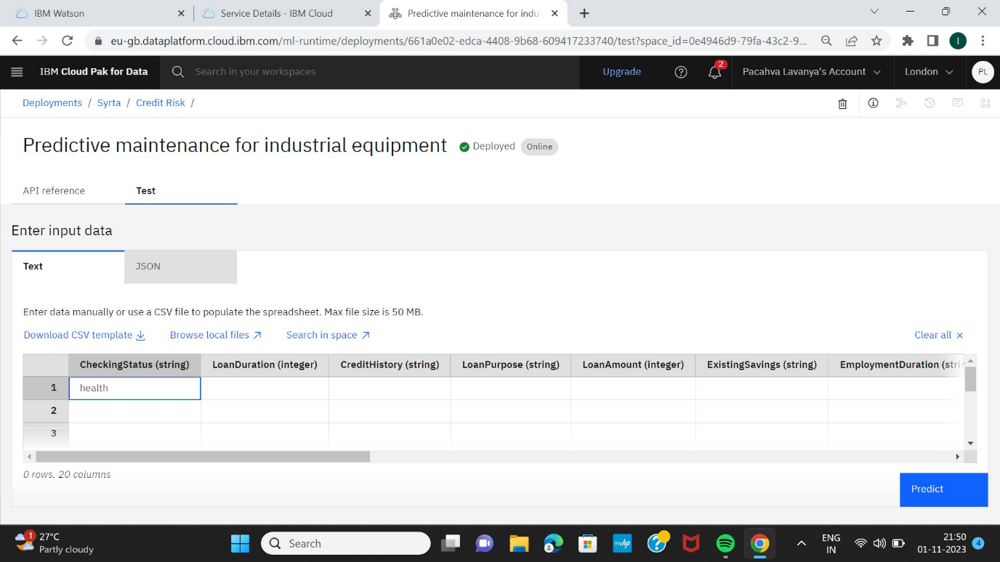 IBM Watson
Service Details - IBM Cloud
Predictive maintenance for indus
eu-gb.dataplatform.cloud.ibm.com/ml-runtime/deployments/661a0e02-edca-4408-9b68-609417233740/test?space_id=0e4946d9-79fa-43c2-9...
I
IBM Cloud Pak for Data
Search in your workspaces
Upgrade
2
Pacahva Lavanya's Account
London
PL
Deployments / Syrta / Credit Risk /
Predictive maintenance for industrial equipment
Deployed
Online
API reference
Test
Enter input data
Text
JSON
Enter data manually or use a CSV file to populate the spreadsheet. Max file size is 50 MB.
Download CSV template
Browse local files
Search in space
Clear all
CheckingStatus (string) LoanDuration (integer) CreditHistory (string) LoanPurpose (string) LoanAmount (integer) ExistingSavings (string) EmploymentDuration (stri
1 health
2
3
0 rows, 20 columns
Predict
1
27°C
Partly cloudy
Search
myhp
ENG
IN
21:50
01-11-2023
4